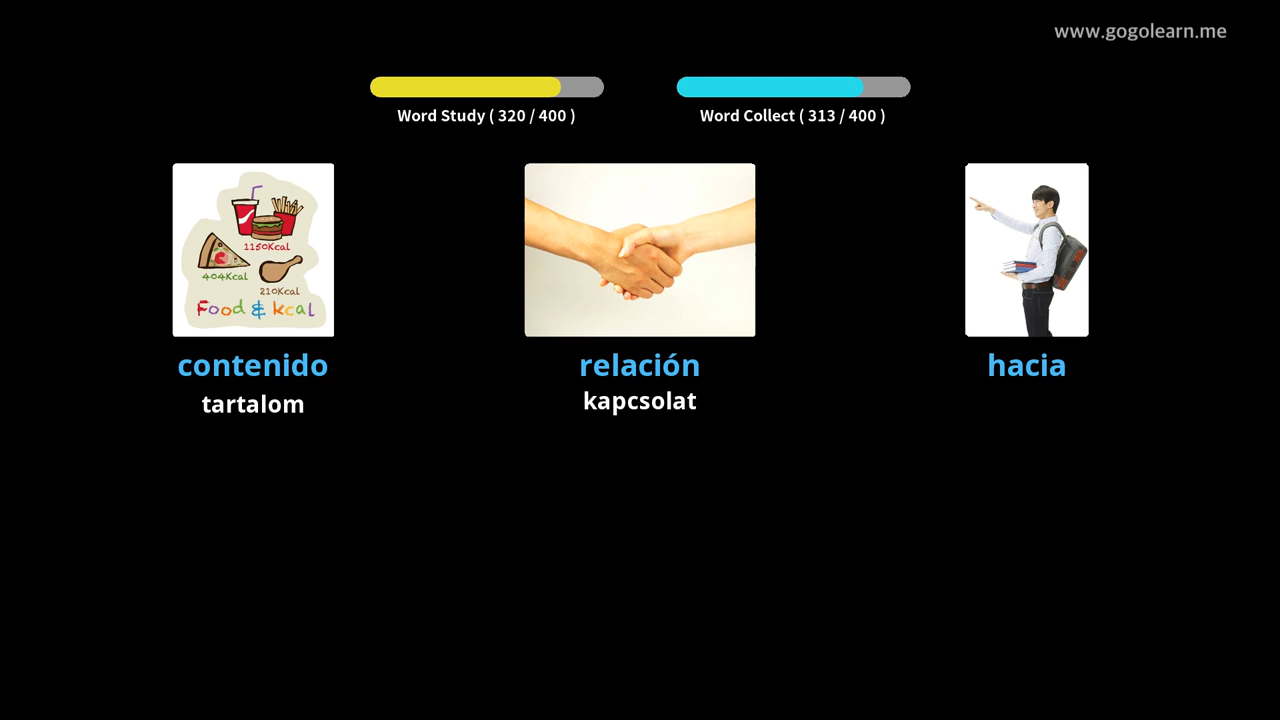 www.gogolearn.me
Word Study ( 320 / 400 )
Word Collect ( 313 / 400 )
1150Kcal
404Kcal
210Kcal
Food & kcal
contenido
relación
hacia
tartalom
kapcsolat